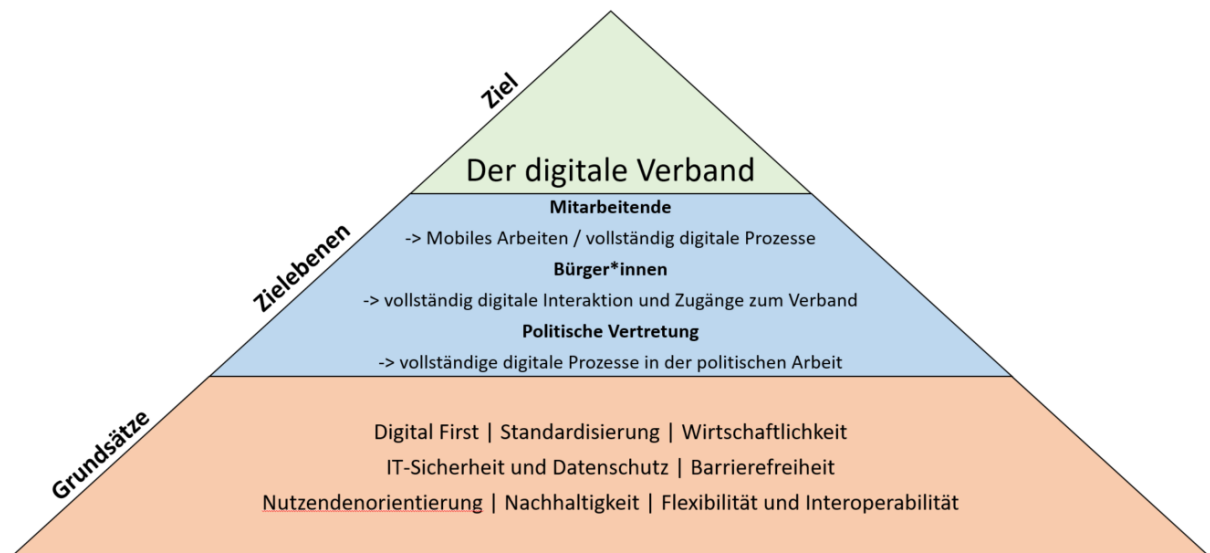 Ziel
Der digitale Verband
Zielebenen
Mitarbeitende
-> Mobiles Arbeiten / vollständig digitale Prozesse
Bürger*innen
-> vollständig digitale Interaktion und Zugänge zum Verband
Politische Vertretung
-> vollständige digitale Prozesse in der politischen Arbeit
Grundsätze
Digital First | Standardisierung | Wirtschaftlichkeit
IT-Sicherheit und Datenschutz | Barrierefreiheit
Nutzendenorientierung | Nachhaltigkeit | Flexibilität und Interoperabilität